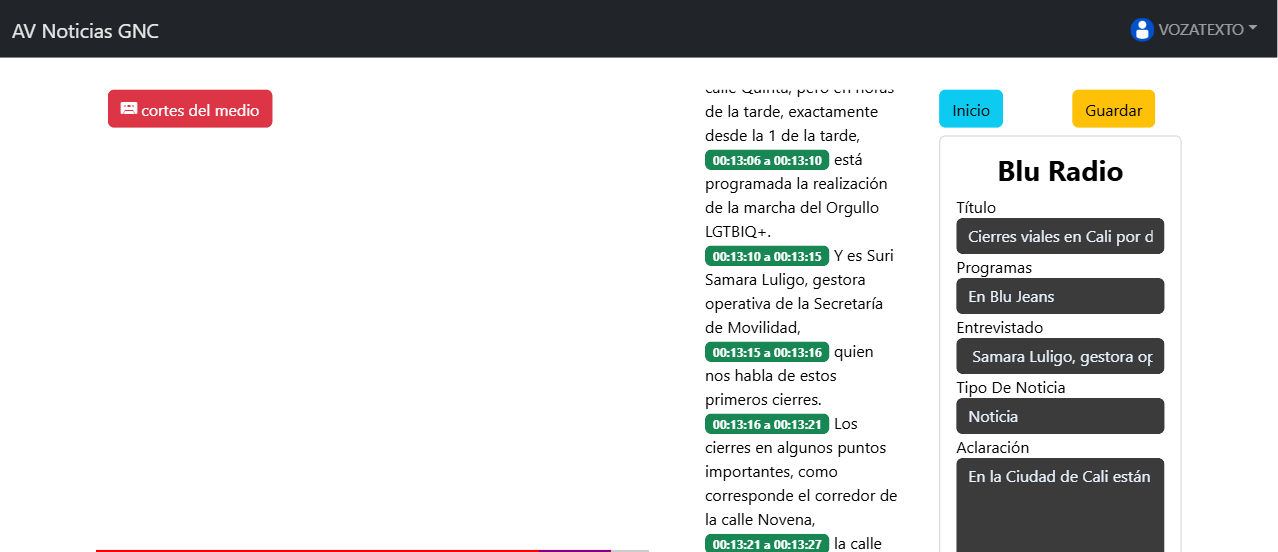 AV Noticias GNC
VOZATEXTO
cortes del medio
calle Quinta, pero en horas
de la tarde, exactamente
desde la 1 de la tarde,
00:13:06 a 00:13:10 está
programada la realización
de la marcha del Orgullo
LGTBIQ+.
00:13:10 a 00:13:15 Y es Suri
Samara Luligo, gestora
operativa de la Secretaría
de Movilidad,
00:13:15 a 00:13:16 quien
nos habla de estos
primeros cierres.
00:13:16 a 00:13:21 Los
cierres en algunos puntos
importantes, como
corresponde el corredor de
la calle Novena,
00:13:21 a 00:13:27 la calle
Inicio
Guardar
Blu Radio
Título
Cierres viales en Cali por d
Programas
En Blu Jeans
Entrevistado
Samara Luligo, gestora op
Tipo De Noticia
Noticia
Aclaración
En la Ciudad de Cali están